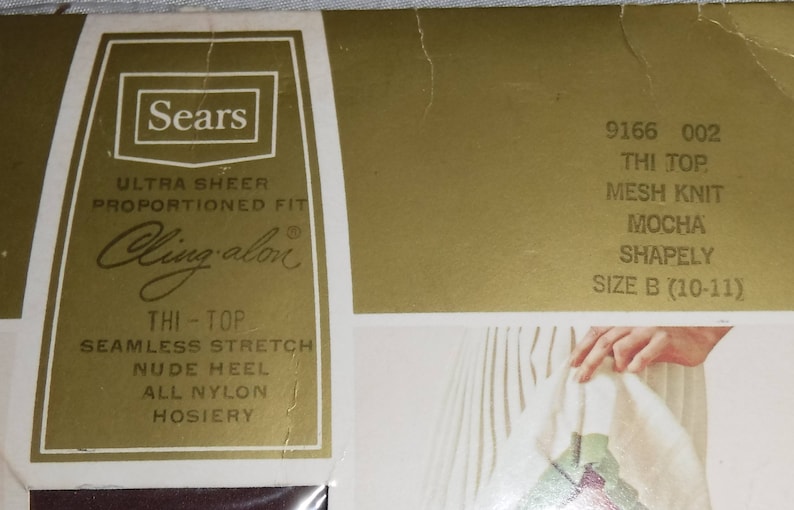 Sears
ULTRA SHEER
PROPORTIONED FIT
Cling-alon®
THI-TOP
SEAMLESS STRETCH
NUDE HEEL
ALL NYLON
HOSIERY
9166 002
THI TOP
MESH KNIT
MOCHA
SHAPELY
SIZE B (10-11)